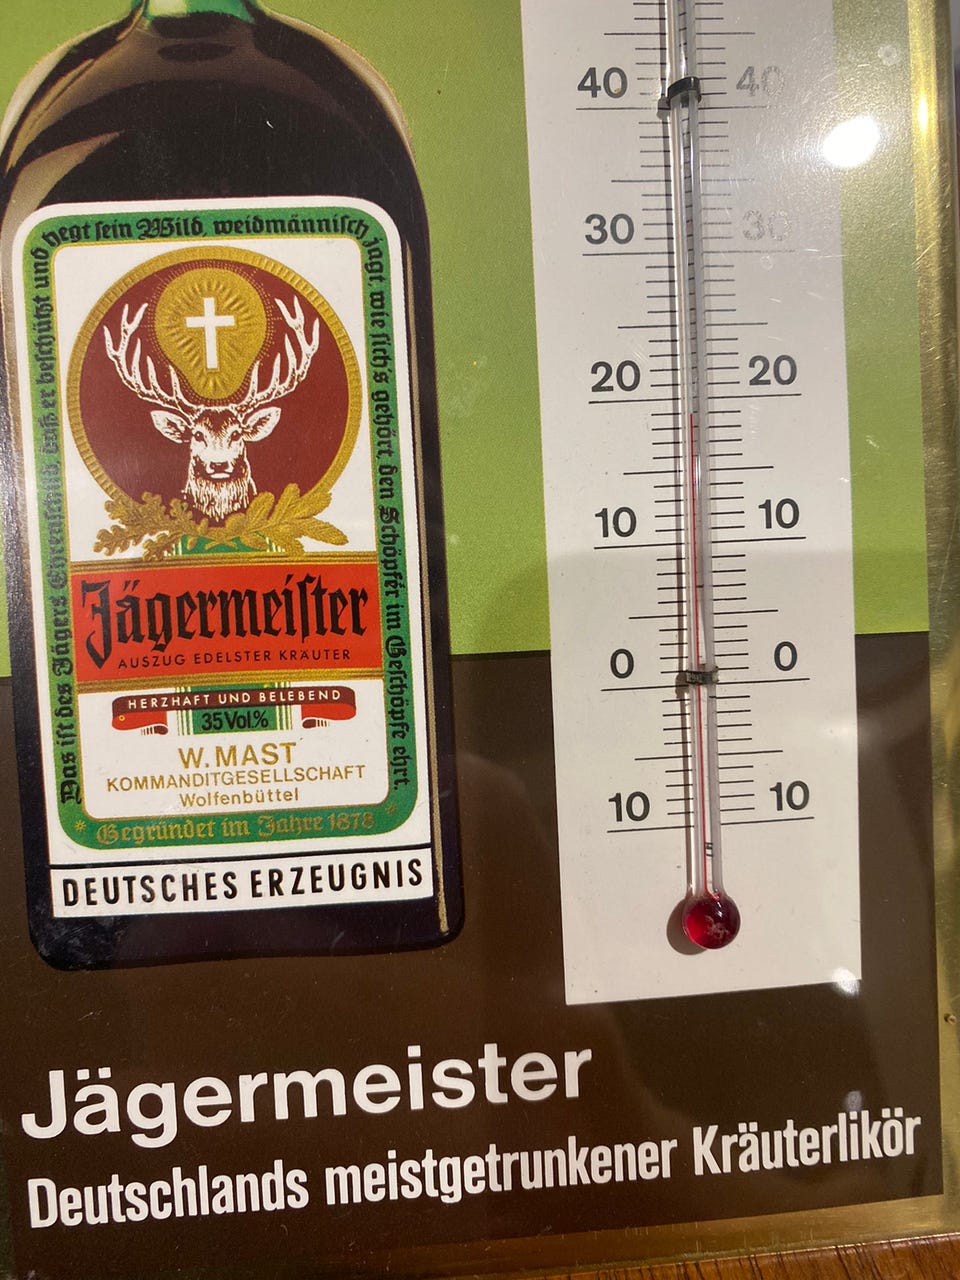 Das ist des Jägers Ehrenschild, daß er beschützt und hegt sein Wild, weidmännisch jagt, wie sich's gehört, den Schöpfer im Geschöpfe ehrt.
Jägermeister
AUSZUG EDELSTER KRÄUTER
HERZHAFT UND BELEBEND
35 Vol.%
W. MAST
KOMMANDITGESELLSCHAFT
Wolfenbüttel
Gegründet im Jahre 1878
DEUTSCHES ERZEUGNIS
40 40
30 30
20 20
10 10
0 0
10 10
Jägermeister
Deutschlands meistgetrunkener Kräuterlikör